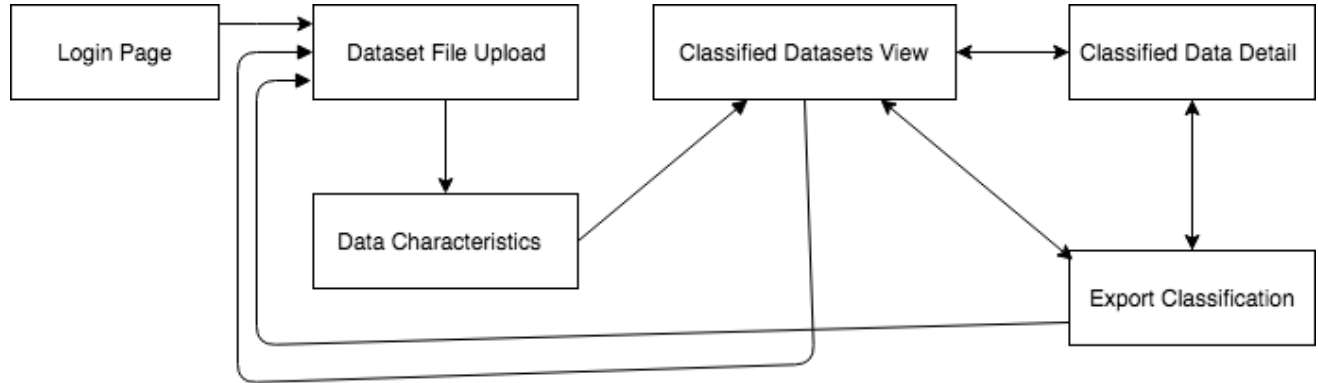 Login Page
Dataset File Upload
Classified Datasets View
Classified Data Detail
Data Characteristics
Export Classification